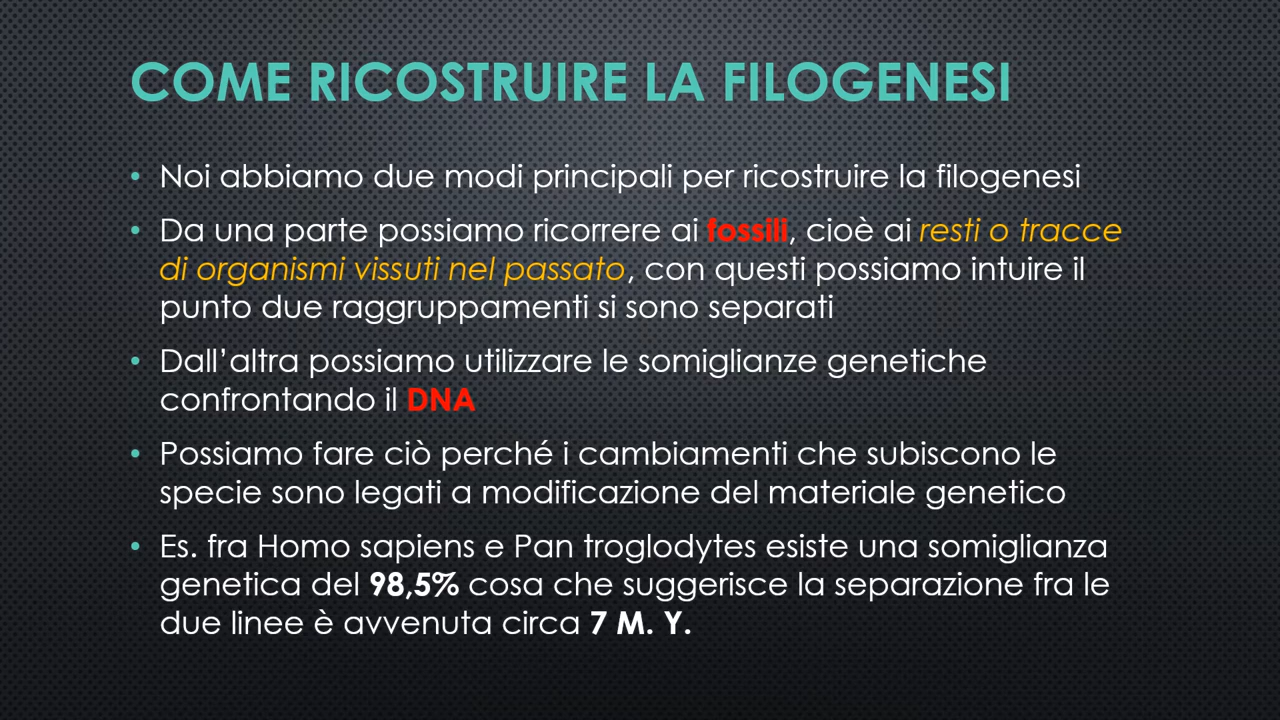 COME RICOSTRUIRE LA FILOGENESI
• Noi abbiamo due modi principali per ricostruire la filogenesi
• Da una parte possiamo ricorrere ai fossili, cioè ai resti o tracce
di organismi vissuti nel passato, con questi possiamo intuire il
punto due raggruppamenti si sono separati
• Dall’altra possiamo utilizzare le somiglianze genetiche
confrontando il DNA
• Possiamo fare ciò perché i cambiamenti che subiscono le
specie sono legati a modificazione del materiale genetico
• Es. fra Homo sapiens e Pan troglodytes esiste una somiglianza
genetica del 98,5% cosa che suggerisce la separazione fra le
due linee è avvenuta circa 7 M. Y.